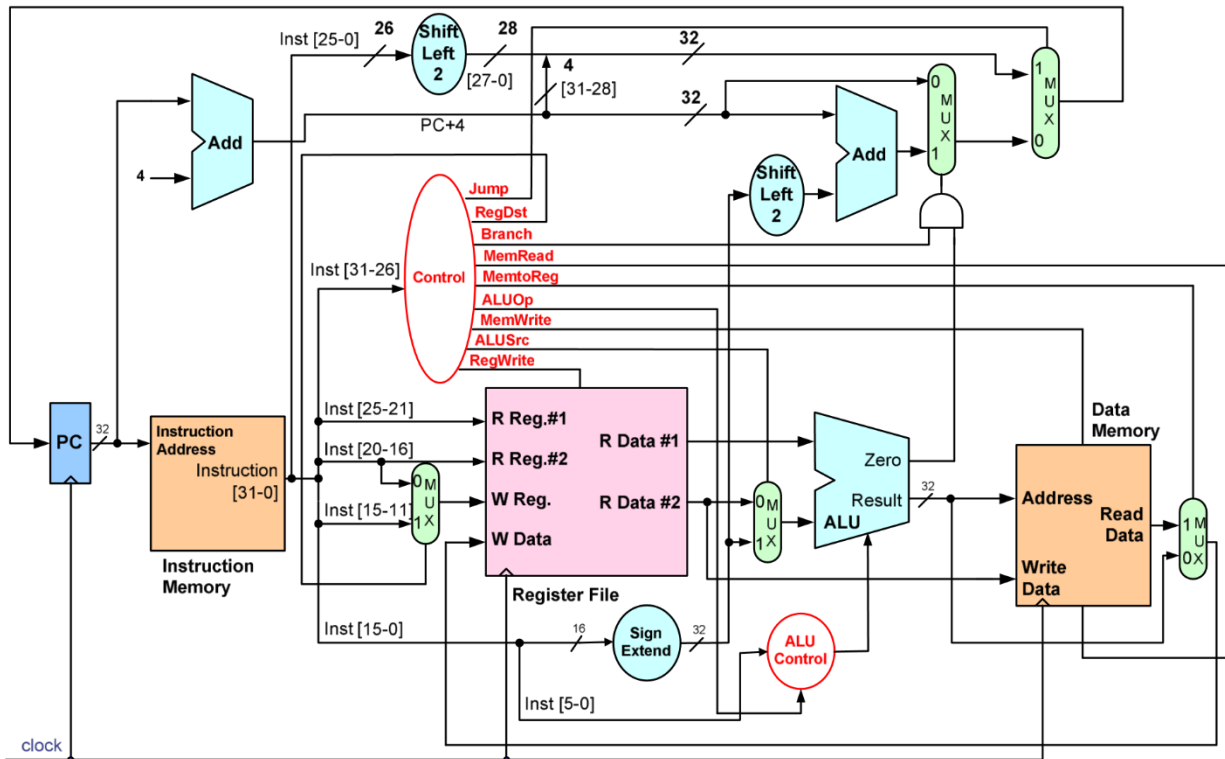 Inst [25-0]
26
Shift
Left
2
28
[27-0]
32
4
[31-28]
1
M
U
X
0
Add
PC+4
4
32
0
M
U
X
1
Add
Shift
Left
2
Control
Jump
RegDst
Branch
MemRead
MemtoReg
ALUOp
MemWrite
ALUSrc
RegWrite
Inst [31-26]
PC
32
Instruction
Address
Instruction
[31-0]
Instruction
Memory
Inst [25-21]
Inst [20-16]
Inst [15-11]
0
M
U
X
1
R Reg.#1
R Reg.#2
W Reg.
W Data
R Data #1
R Data #2
Register File
0
M
U
X
1
Zero
Result
ALU
32
Data
Memory
Address
Read
Data
Write
Data
1
M
U
X
0
Inst [15-0]
16
Sign
Extend
32
ALU
Control
Inst [5-0]
clock